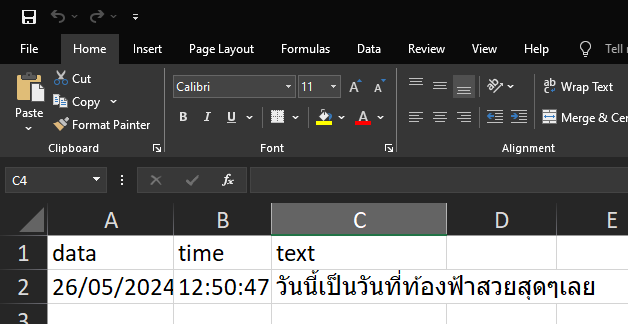 File Home Insert Page Layout Formulas Data Review View Help Tell
Cut
Copy
Format Painter
Paste
Clipboard
Calibri 11 A A
B I U A
Font
ab Wrap Text
Merge & Cen
Alignment
C4 fx
A B C D E
1 data time text
2 26/05/2024 12:50:47 วันนี้เป็นวันที่ท้องฟ้าสวยสุดๆเลย
3